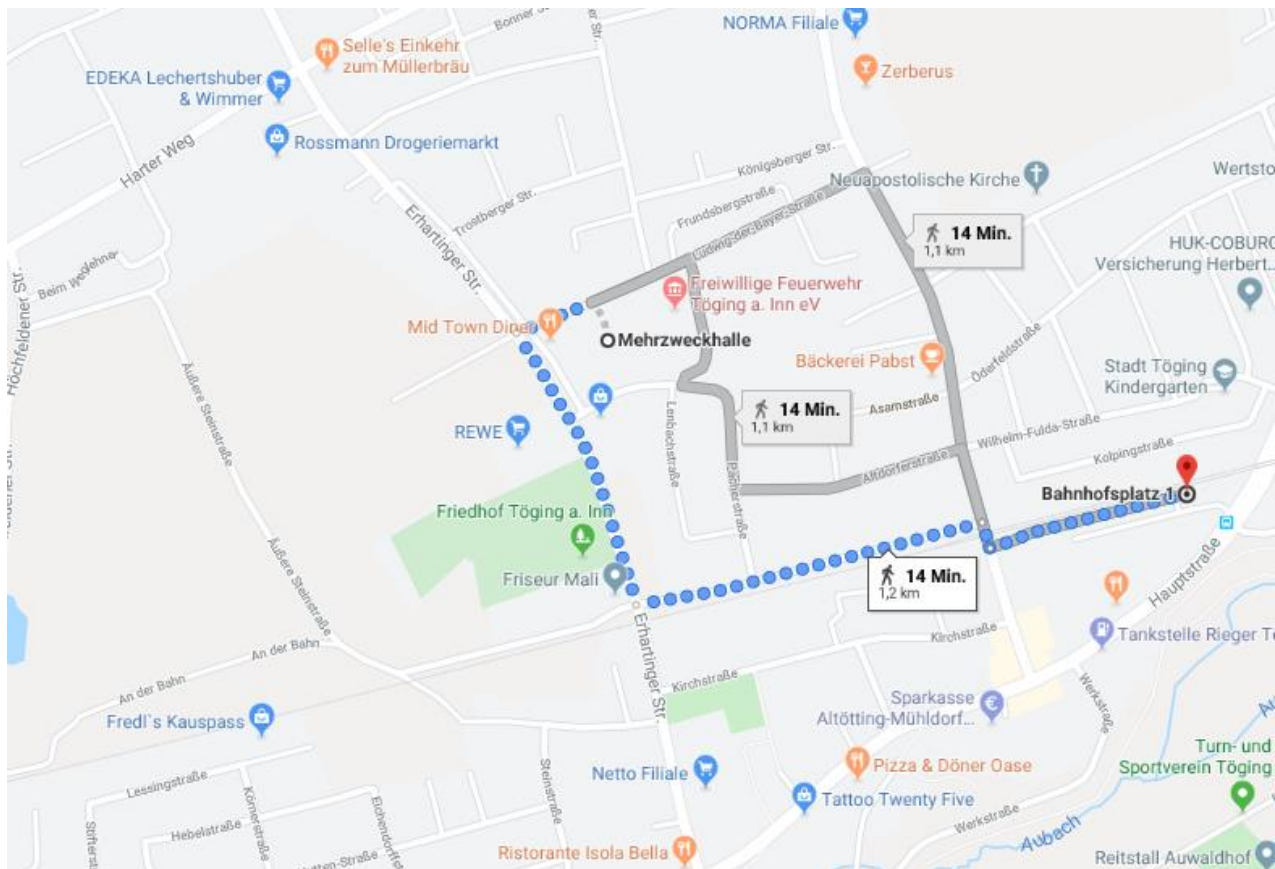 Bonner Str.
NORMA Filiale
Selle's Einkehr
zum Müllerbräu
EDEKA Lechertshuber
& Wimmer
Zerberus
Rossmann Drogeriemarkt
Harter Weg
Königsberger Str.
Neuapostolische Kirche
Trostberger Str.
Frundsbergstraße
Ludwig-der-Bayer-Straße
Erhartinger Str.
14 Min.
1,1 km
HUK-COBURG
Versicherung Herbert...
Beim
Höchfeldener Str.
Freiwillige Feuerwehr
Töging a. Inn eV
Mid Town Diner
Mehrzweckhalle
Bäckerei Pabst
Öderfeldstraße
Stadt Töging
Kindergarten
Äußere Steinstraße
14 Min.
1,1 km
Asamstraße
REWE
Lenbachstraße
Wilhelm-Fulda-Straße
Kolpingstraße
Altdorferstraße
Pacherstraße
Bahnhofsplatz 1
Friedhof Töging a. Inn
Äußere Steinstraße
Friseur Mali
14 Min.
1,2 km
Hauptstraße
Erhartinger Str.
Kirchstraße
Tankstelle Rieger
An der Bahn
An der Bahn
Kirchstraße
Sparkasse
Altötting-Mühldorf...
Werkstraße
Fredl`s Kauspass
Turn- und
Sportverein Töging
Lessingstraße
Steinstraße
Netto Filiale
Pizza & Döner Oase
Tattoo Twenty Five
Körnerstraße
Hebelstraße
Werkstraße
Aubach
Ristorante Isola Bella
Reitstall Auwaldhof